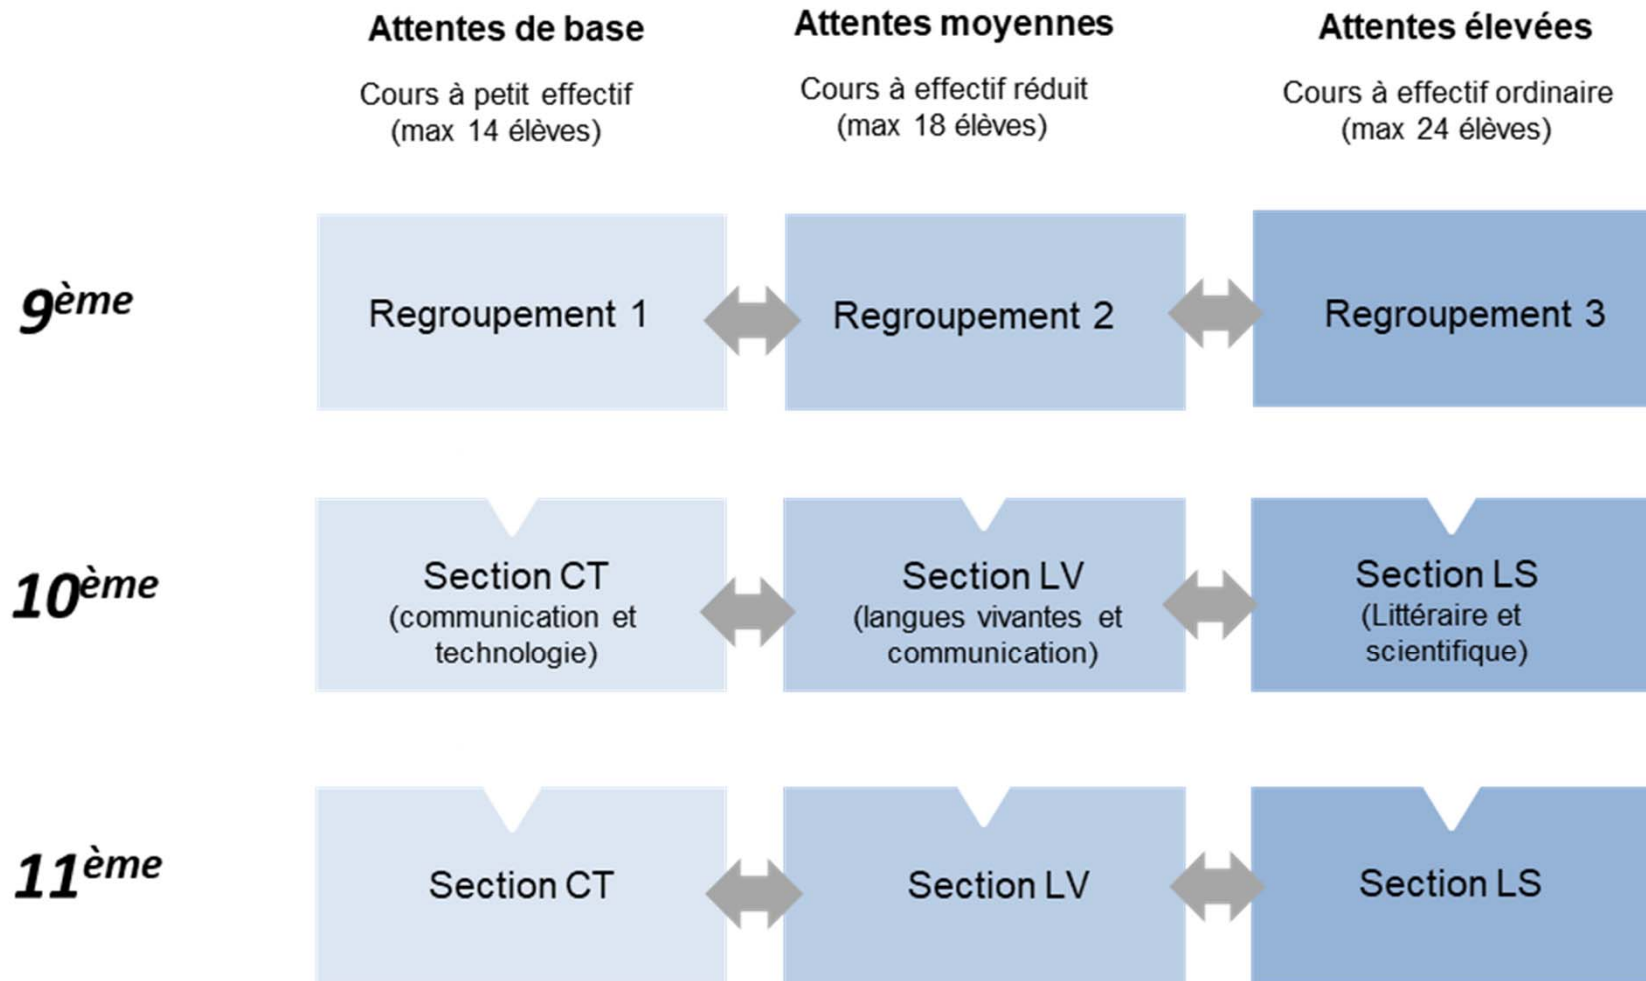 Attentes de base
Cours à petit effectif
(max 14 élèves)
Attentes moyennes
Cours à effectif réduit
(max 18 élèves)
Attentes élevées
Cours à effectif ordinaire
(max 24 élèves)
9ème
Regroupement 1
Regroupement 2
Regroupement 3
10ème
Section CT
(communication et
technologie)
Section LV
(langues vivantes et
communication)
Section LS
(Littéraire et
scientifique)
11ème
Section CT
Section LV
Section LS